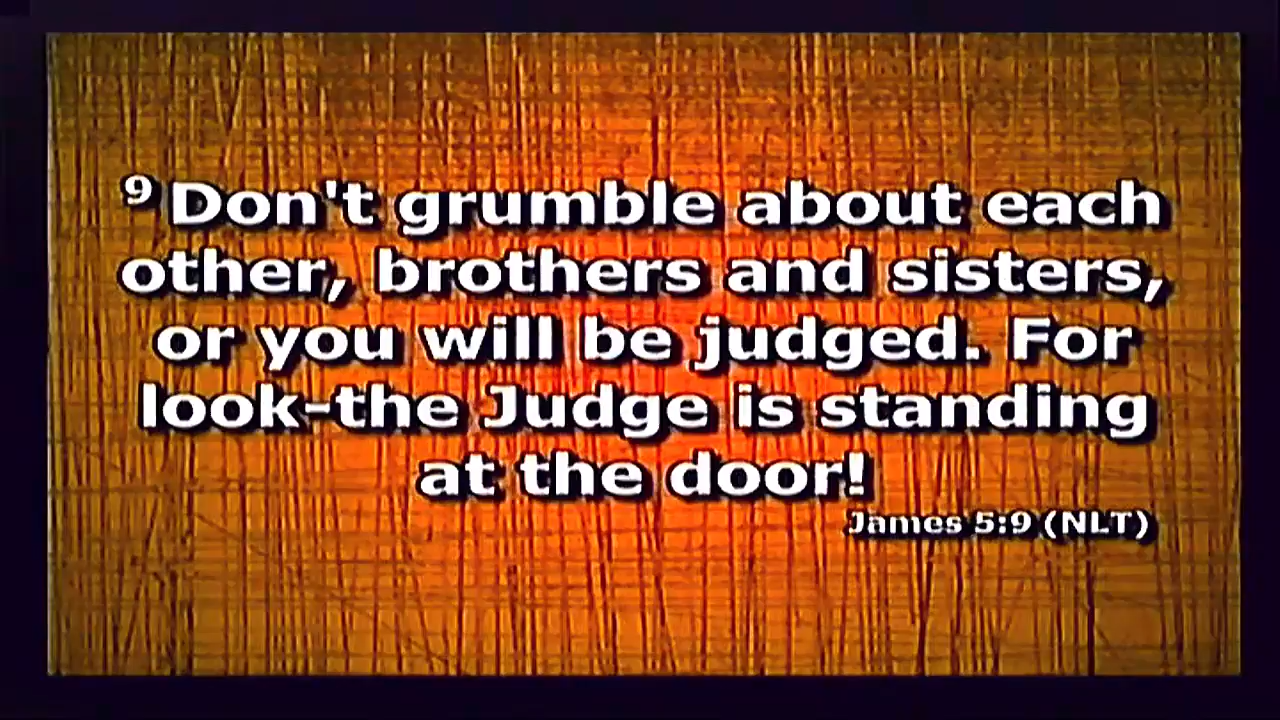 9 Don't grumble about each
other, brothers and sisters,
or you will be judged. For
look-the Judge is standing
at the door!
James 5:9 (NLT)